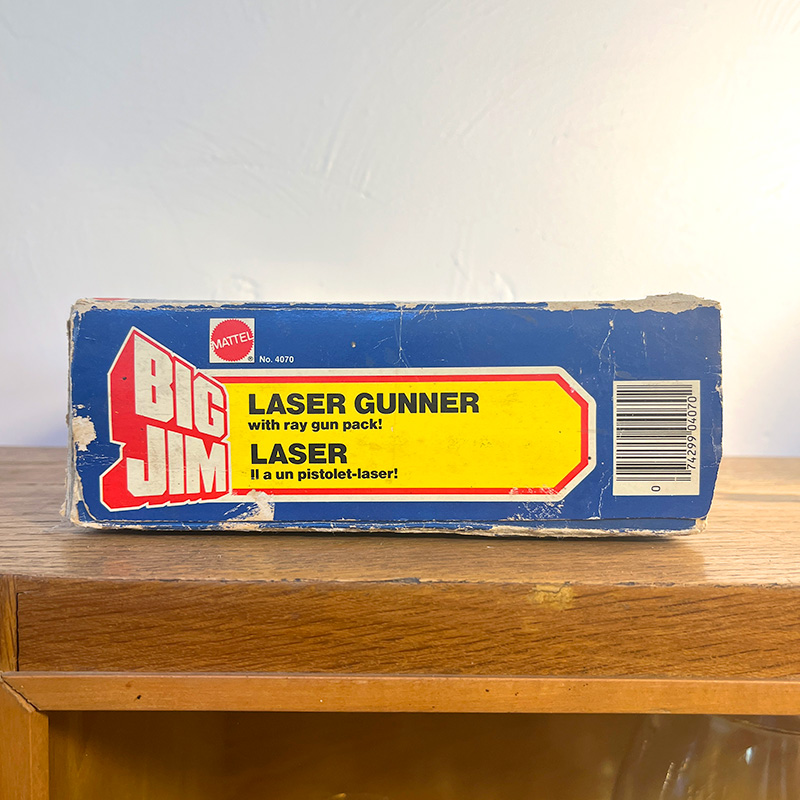 MATTEL
®
No. 4070
BIG
JIM
LASER GUNNER
with ray gun pack!
LASER
Il a un pistolet-laser!
0 74299 04070